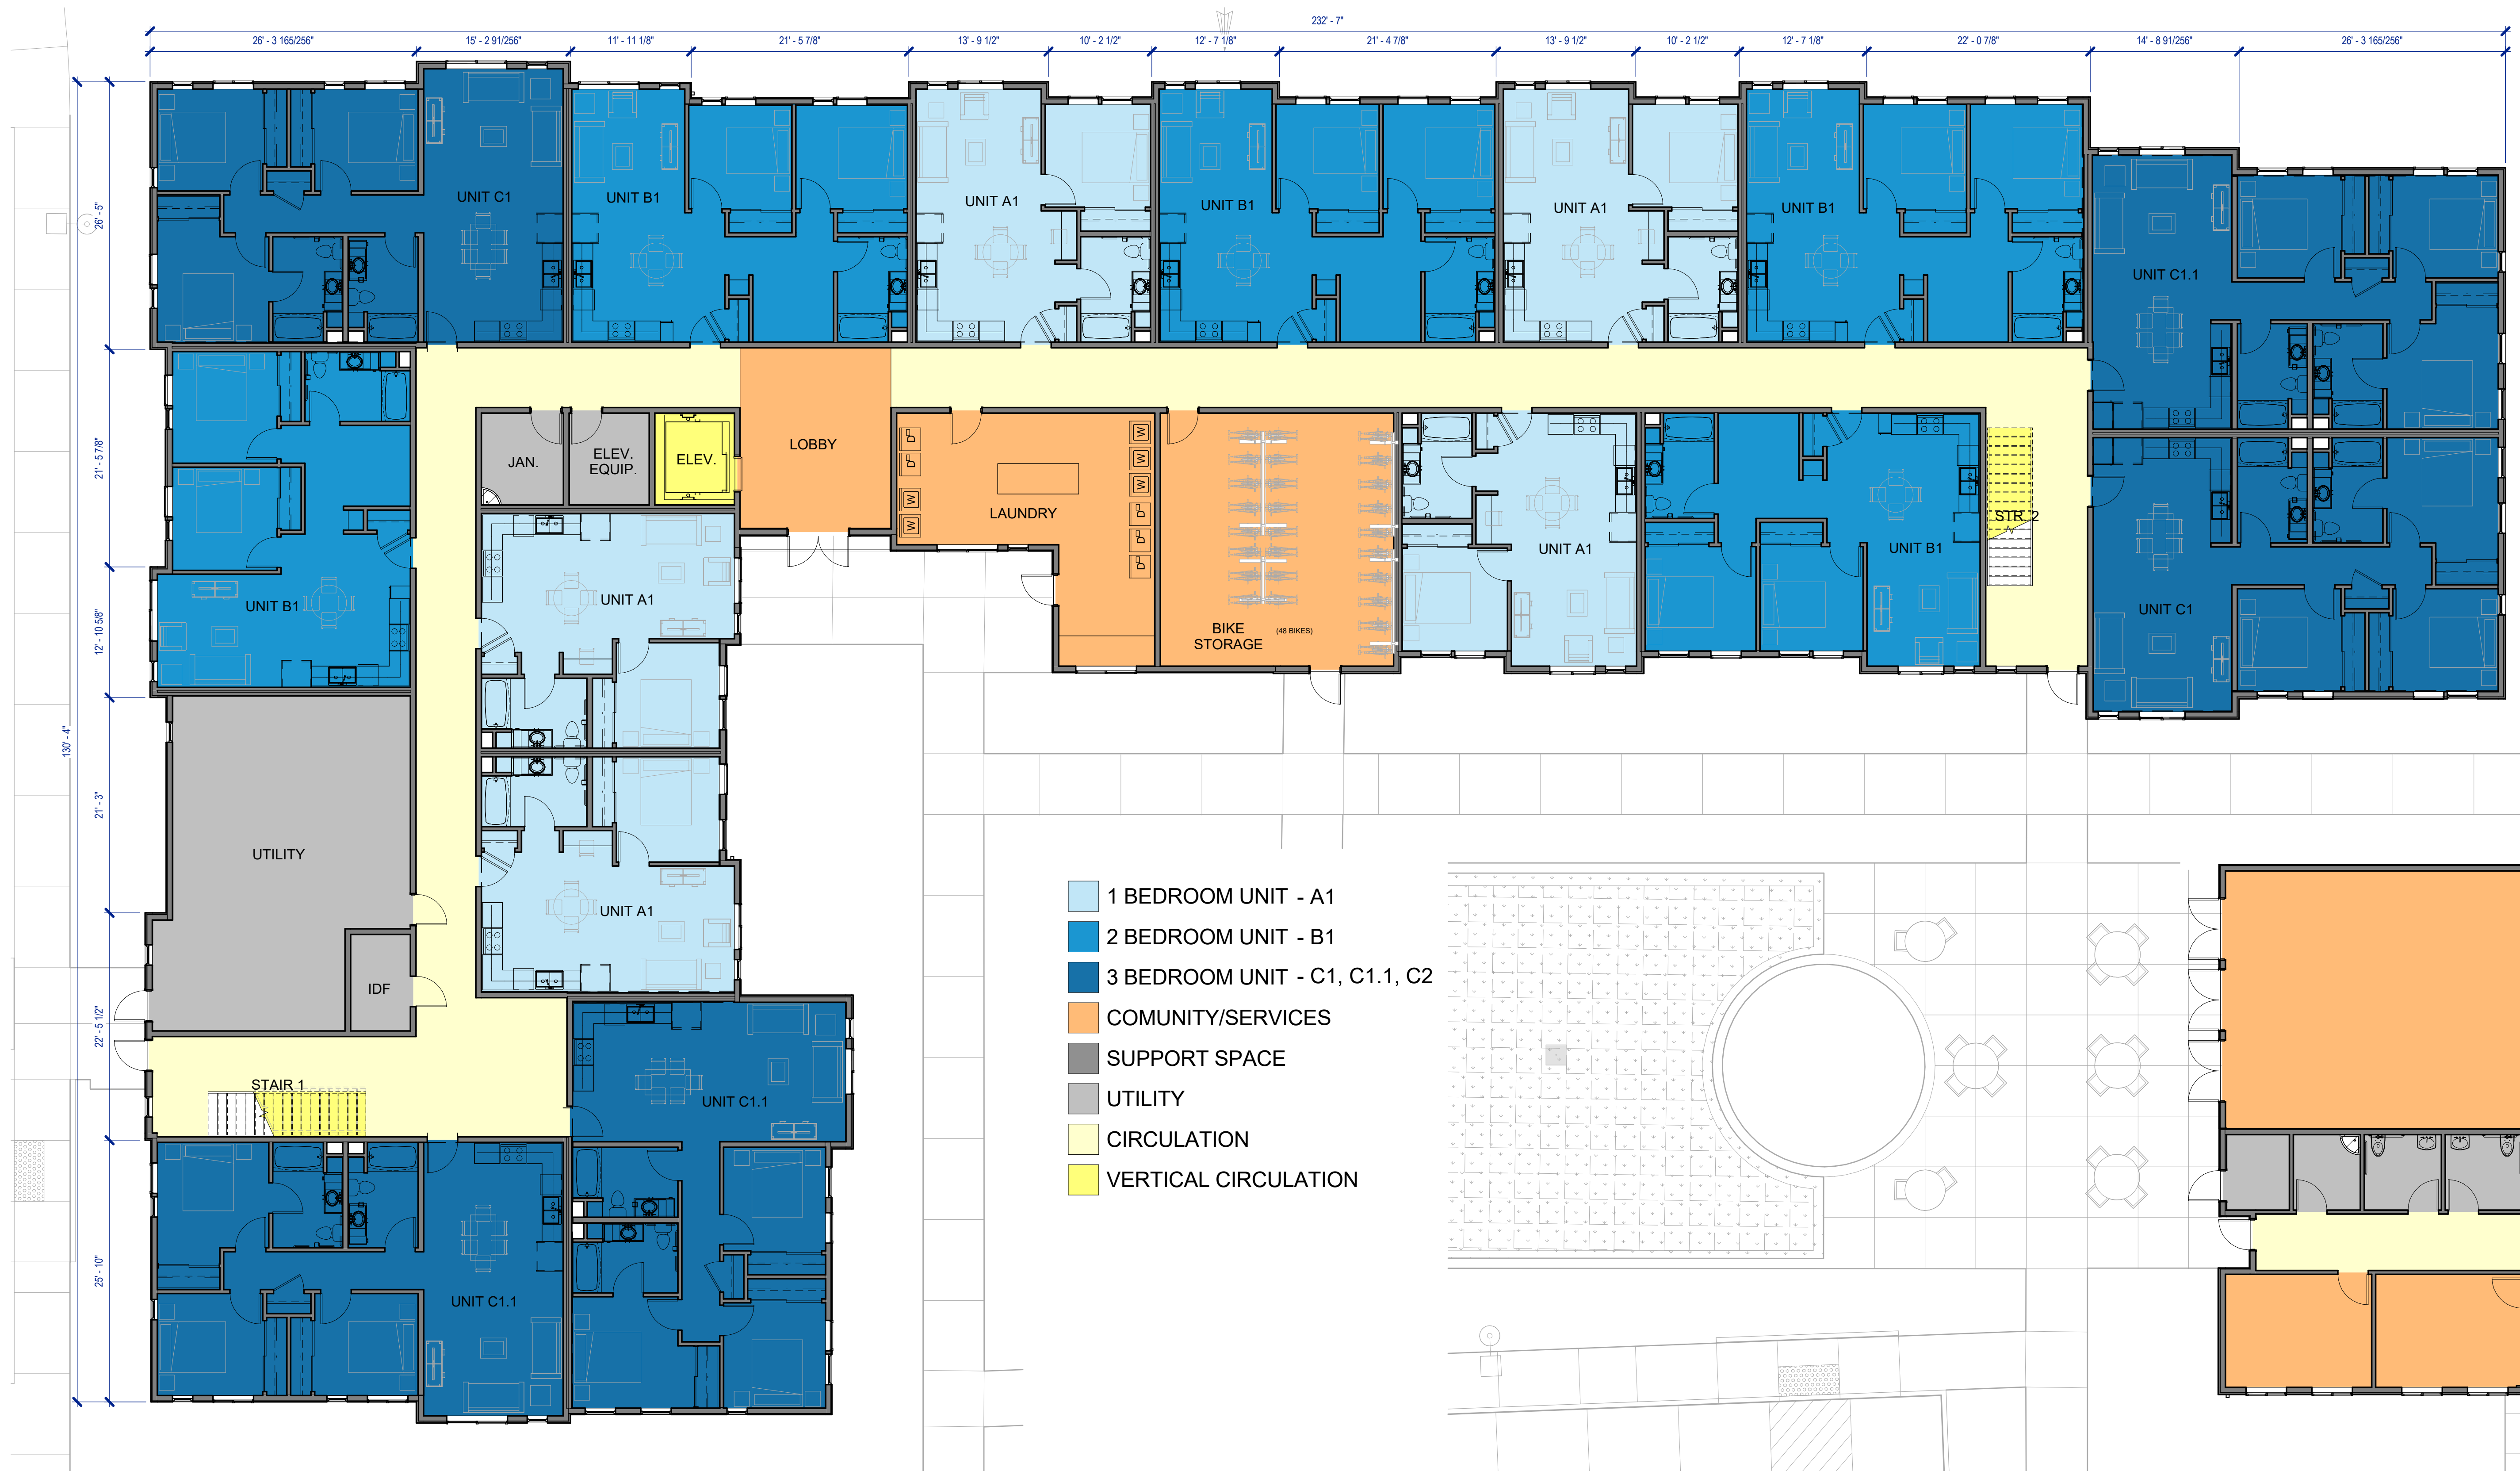 232' - 7"
26' - 3 165/256"
15' - 2 91/256"
11' - 11 1/8"
21' - 5 7/8"
13' - 9 1/2"
10' - 2 1/2"
12' - 7 1/8"
21' - 4 7/8"
13' - 9 1/2"
10' - 2 1/2"
12' - 7 1/8"
22' - 0 7/8"
14' - 8 91/256"
26' - 3 165/256"
26' - 5"
21' - 5 7/8"
12' - 10 5/8"
130' - 4"
21' - 3"
22' - 5 1/2"
25' - 10"
UNIT C1
UNIT B1
UNIT A1
UNIT B1
UNIT A1
UNIT B1
UNIT C1.1
JAN.
ELEV.
EQUIP.
ELEV.
LOBBY
D
D
W
W
LAUNDRY
W
W
W
D
D
D
BIKE
STORAGE
(48 BIKES)
UNIT A1
UNIT B1
STR. 2
UNIT C1
UNIT B1
UNIT A1
UTILITY
UNIT A1
IDF
STAIR 1
UNIT C1.1
UNIT C1.1
1 BEDROOM UNIT - A1
2 BEDROOM UNIT - B1
3 BEDROOM UNIT - C1, C1.1, C2
COMUNITY/SERVICES
SUPPORT SPACE
UTILITY
CIRCULATION
VERTICAL CIRCULATION